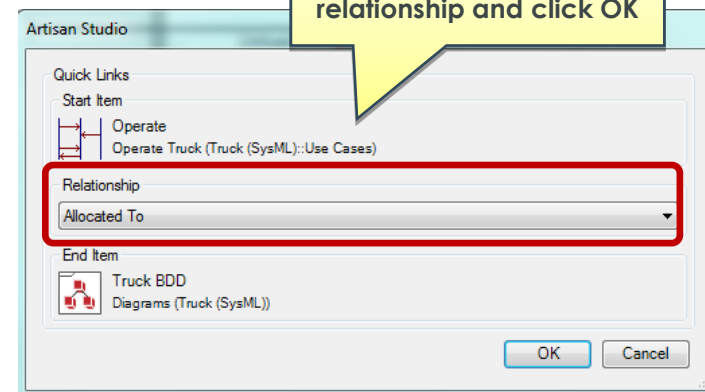 relationship and click OK
Artisan Studio
Quick Links
Start Item
Operate
Operate Truck (Truck (SysML)::Use Cases)
Relationship
Allocated To
End Item
Truck BDD
Diagrams (Truck (SysML))
OK Cancel